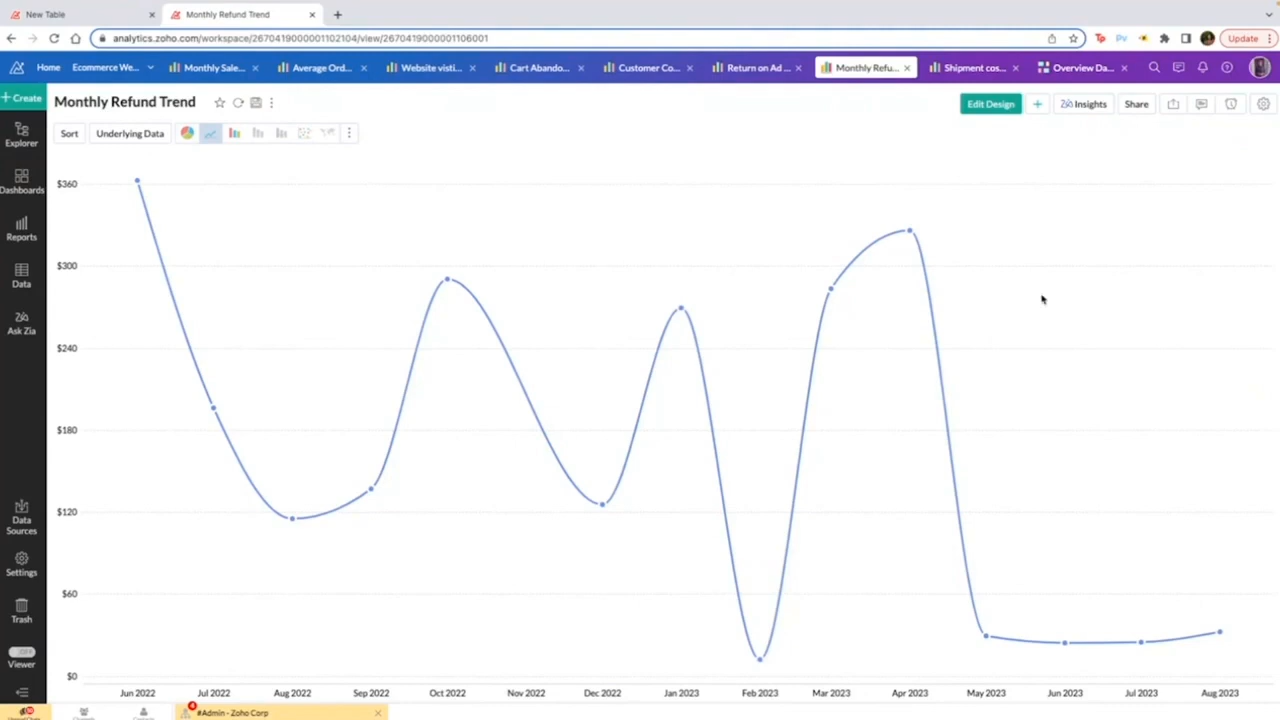 New Table
Monthly Refund Trend
analytics.zoho.com/workspace/2670419000001102104/view/2670419000001106001
Update
Home
Ecommerce We...
Monthly Sale...
Average Ord...
Website visti...
Cart Abando...
Customer Co...
Return on Ad ...
Monthly Refu...
Shipment cos...
Overview Da...
+ Create
Monthly Refund Trend
Edit Design
Insights
Share
Explorer
Sort
Underlying Data
Dashboards
Reports
Data
Ask Zia
Data
Sources
Settings
Trash
Viewer
$360
$300
$240
$180
$120
$60
$0
Jun 2022
Jul 2022
Aug 2022
Sep 2022
Oct 2022
Nov 2022
Dec 2022
Jan 2023
Feb 2023
Mar 2023
Apr 2023
May 2023
Jun 2023
Jul 2023
Aug 2023
4
#Admin - Zoho Corp